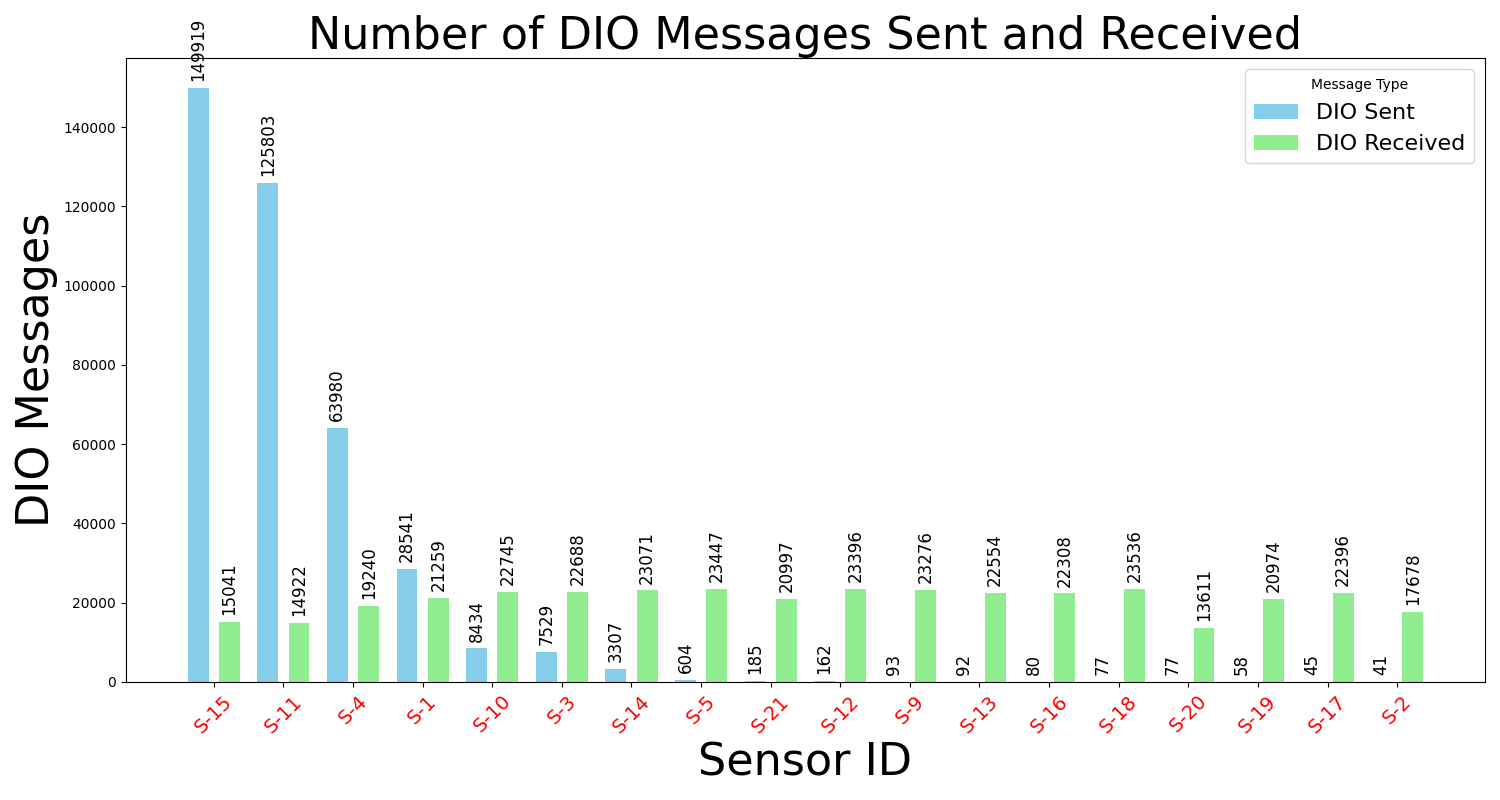 Number of DIO Messages Sent and Received
Message Type
DIO Sent
DIO Received
DIO Messages
140000
120000
100000
80000
60000
40000
20000
0
149919
15041
125803
14922
63980
19240
28541
21259
8434
22745
7529
22688
3307
23071
604
23447
185
20997
162
23396
93
23276
92
22554
80
22308
77
23536
77
13611
58
20974
45
22396
41
17678
S-15
S-11
S-4
S-1
S-10
S-3
S-14
S-5
S-21
S-12
S-9
S-13
S-16
S-18
S-20
S-19
S-17
S-2
Sensor ID